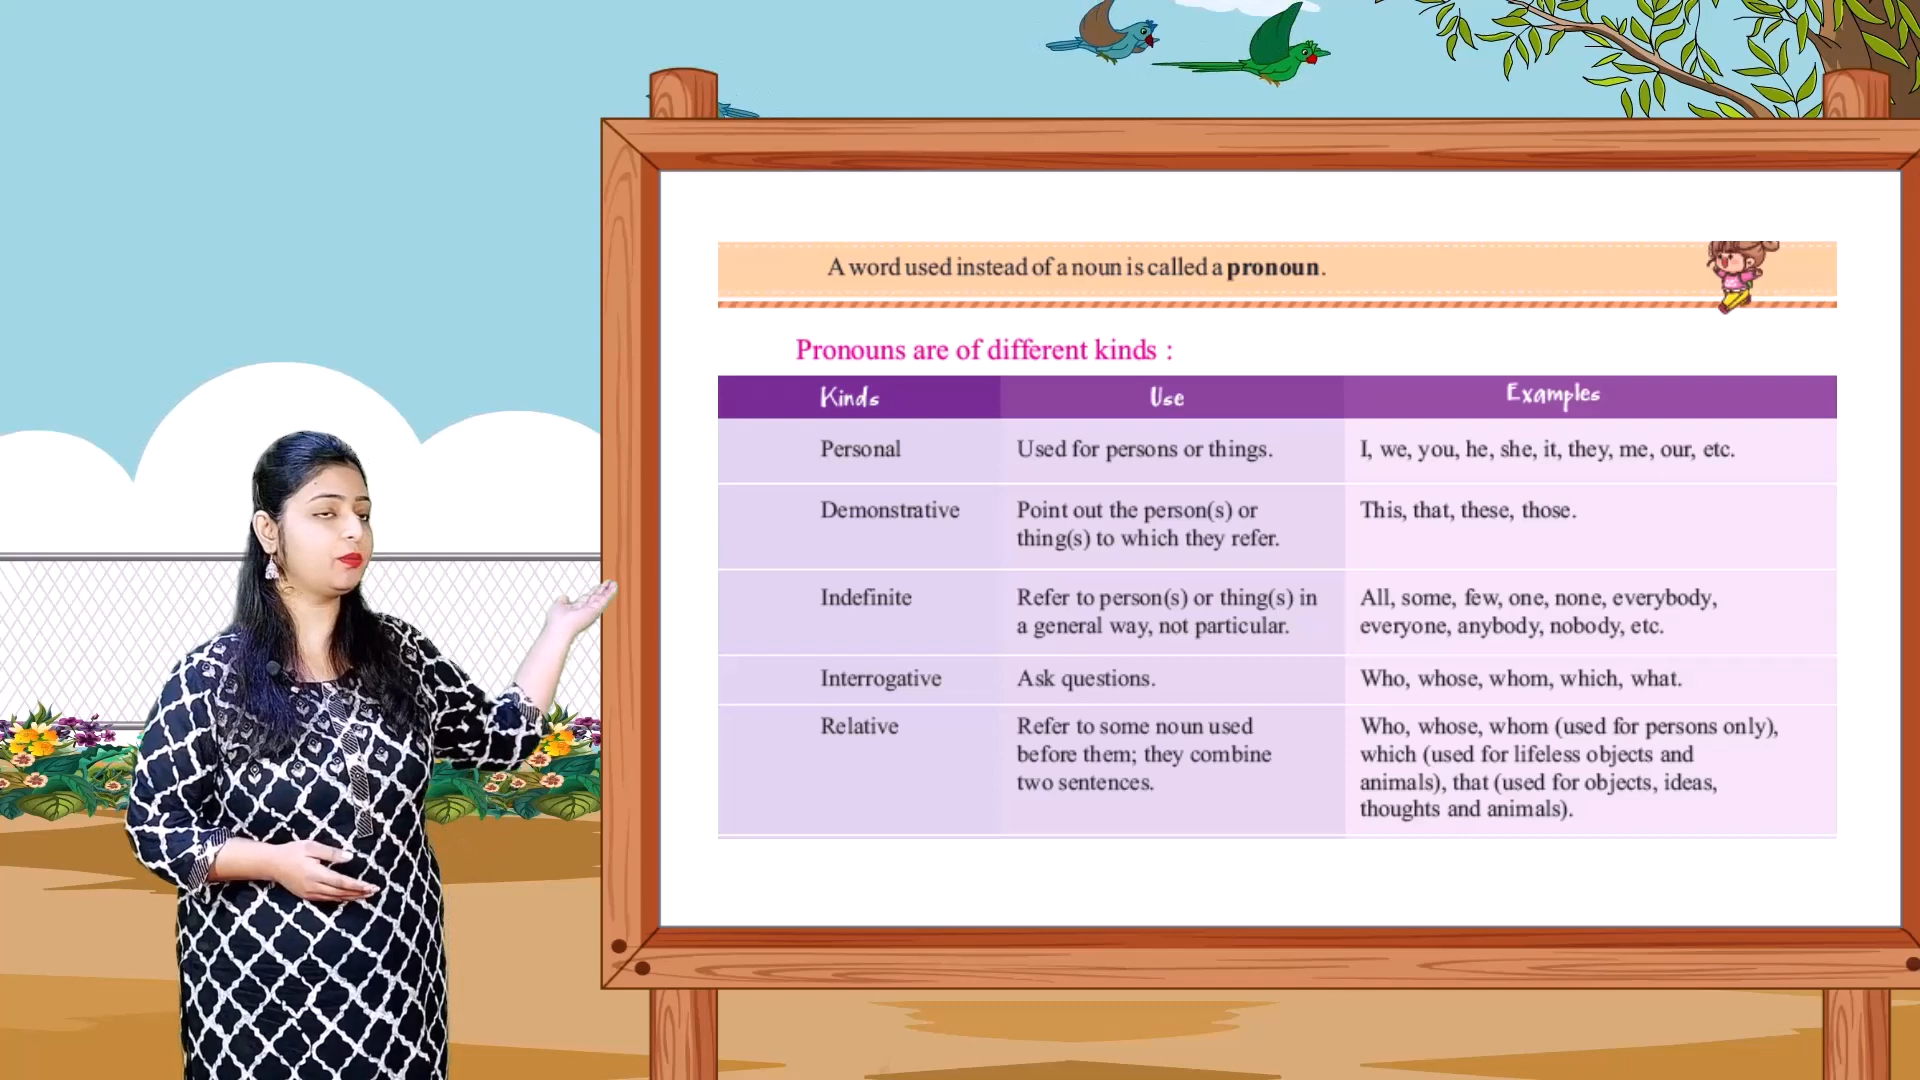 A word used instead of a noun is called a pronoun.
Pronouns are of different kinds :
Kinds Use Examples
Personal Used for persons or things. I, we, you, he, she, it, they, me, our, etc.
Demonstrative Point out the person(s) or This, that, these, those.
thing(s) to which they refer.
Indefinite Refer to person(s) or thing(s) in All, some, few, one, none, everybody,
a general way, not particular. everyone, anybody, nobody, etc.
Interrogative Ask questions. Who, whose, whom, which, what.
Relative Refer to some noun used Who, whose, whom (used for persons only),
before them; they combine which (used for lifeless objects and
two sentences. animals), that (used for objects, ideas,
thoughts and animals).